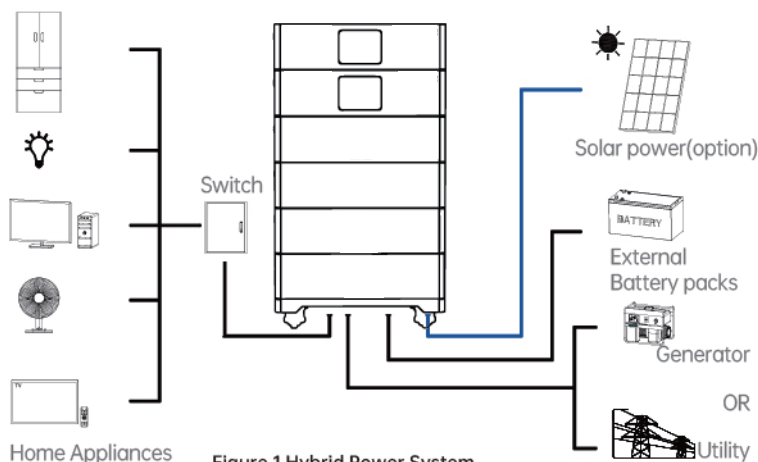 Switch
Solar power(option)
BATTERY
External
Battery packs
Generator
OR
Utility
TV
Home Appliances
Figure 1 Hybrid Power System